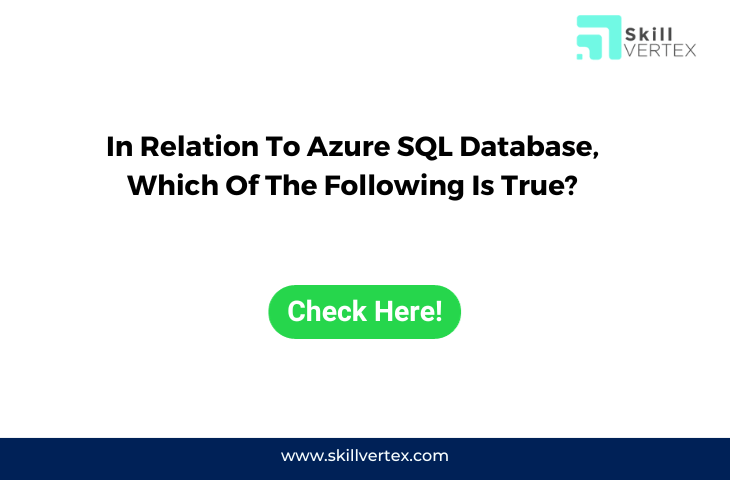 Skill
VERTEX
In Relation To Azure SQL Database,
Which Of The Following Is True?
Check Here!
www.skillvertex.com